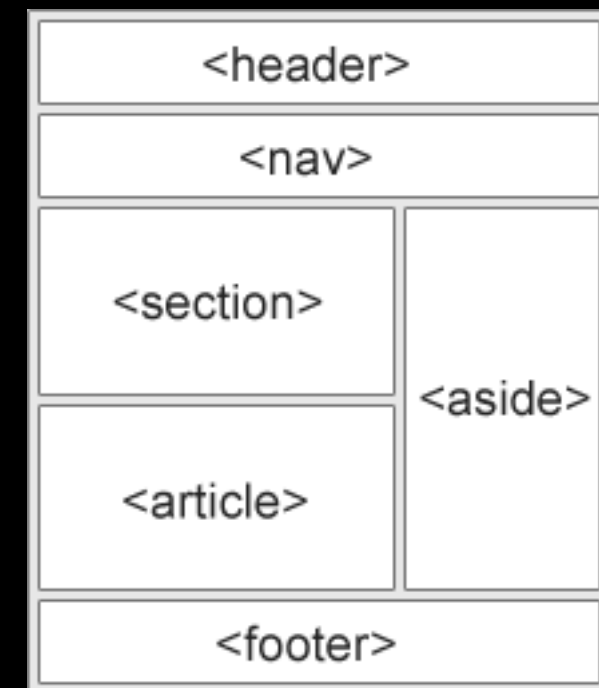 <header>
<nav>
<section>
<aside>
<article>
<footer>